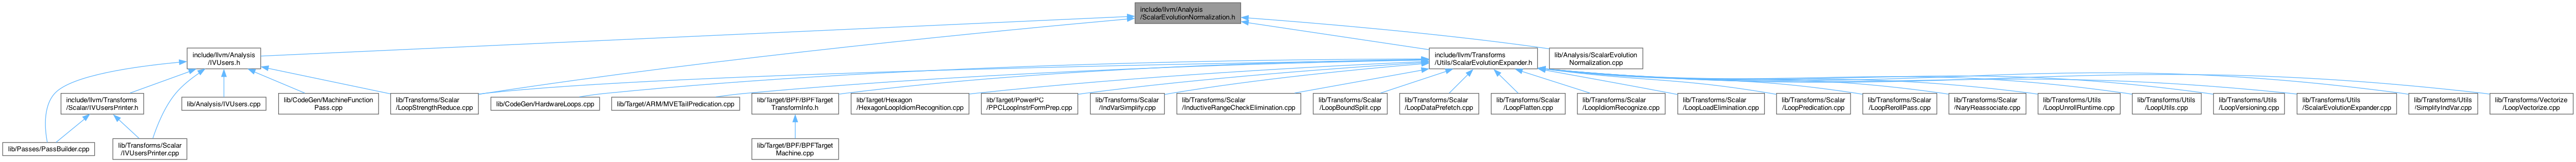 include/llvm/Analysis
/ScalarEvolutionNormalization.h
include/llvm/Analysis
/IVUsers.h
include/llvm/Transforms
/Utils/ScalarEvolutionExpander.h
lib/Analysis/ScalarEvolution
Normalization.cpp
include/llvm/Transforms
/Scalar/IVUsersPrinter.h
lib/Analysis/IVUsers.cpp
lib/CodeGen/MachineFunction
Pass.cpp
lib/Transforms/Scalar
/LoopStrengthReduce.cpp
lib/CodeGen/HardwareLoops.cpp
lib/Target/ARM/MVETailPredication.cpp
lib/Target/BPF/BPFTarget
TransformInfo.h
lib/Target/Hexagon
/HexagonLoopIdiomRecognition.cpp
lib/Target/PowerPC
/PPCLoopInstrFormPrep.cpp
lib/Transforms/Scalar
/IndVarSimplify.cpp
lib/Transforms/Scalar
/InductiveRangeCheckElimination.cpp
lib/Transforms/Scalar
/LoopBoundSplit.cpp
lib/Transforms/Scalar
/LoopDataPrefetch.cpp
lib/Transforms/Scalar
/LoopFlatten.cpp
lib/Transforms/Scalar
/LoopIdiomRecognize.cpp
lib/Transforms/Scalar
/LoopLoadElimination.cpp
lib/Transforms/Scalar
/LoopPredication.cpp
lib/Transforms/Scalar
/LoopRerollPass.cpp
lib/Transforms/Scalar
/NaryReassociate.cpp
lib/Transforms/Utils
/LoopUnrollRuntime.cpp
lib/Transforms/Utils
/LoopUtils.cpp
lib/Transforms/Utils
/LoopVersioning.cpp
lib/Transforms/Utils
/ScalarEvolutionExpander.cpp
lib/Transforms/Utils
/SimplifyIndVar.cpp
lib/Transforms/Vectorize
/LoopVectorize.cpp
lib/Passes/PassBuilder.cpp
lib/Transforms/Scalar
/IVUsersPrinter.cpp
lib/Target/BPF/BPFTarget
Machine.cpp